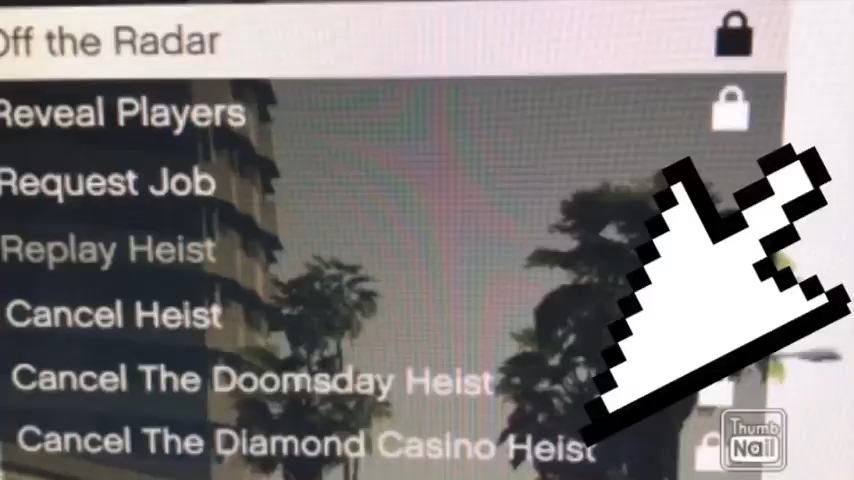 Off the Radar
Reveal Players
Request Job
Replay Heist
Cancel Heist
Cancel The Doomsday Heist
Cancel The Diamond Casino Heist
Thumb
Nail